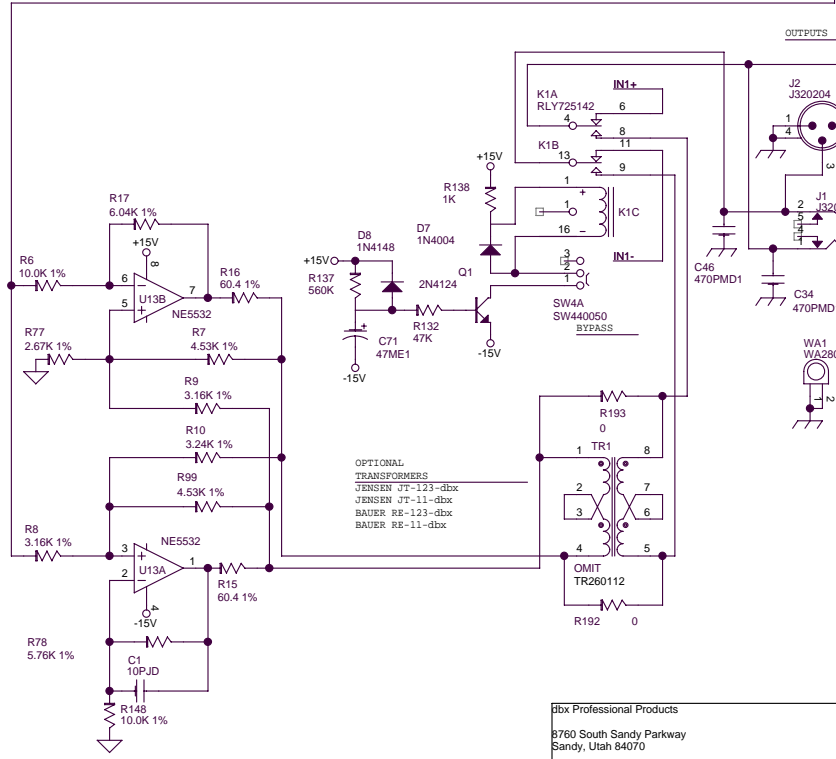 OUTPUTS
J2
J320204
1
4
3
IN1+
K1A
RLY725142
6
4
8
11
K1B
13
9
+15V
R138
1K
1
+
1
K1C
16
−
IN1-
3
2
1
SW4A
SW440050
BYPASS
2
5
4
1
J1
C46
470PMD1
C34
470PMD
WA1
1
2
R17
6.04K 1%
+15V
8
R6
10.0K 1%
6
−
7
U13B
5
+
NE5532
R16
60.4 1%
R77
2.67K 1%
R7
4.53K 1%
R9
3.16K 1%
R10
3.24K 1%
R99
4.53K 1%
D8
1N4148
+15V
R137
560K
D7
1N4004
Q1
2N4124
R132
47K
C71
+
47ME1
-15V
-15V
R193
0
TR1
1
8
2
7
3
6
4
5
OMIT
TR260112
R192
0
OPTIONAL
TRANSFORMERS
JENSEN JT-123-dbx
JENSEN JT-11-dbx
BAUER RE-123-dbx
BAUER RE-11-dbx
R8
3.16K 1%
NE5532
3
+
1
U13A
2
−
4
-15V
R15
60.4 1%
R78
5.76K 1%
C1
10PJD
R148
10.0K 1%
dbx Professional Products
8760 South Sandy Parkway
Sandy, Utah 84070